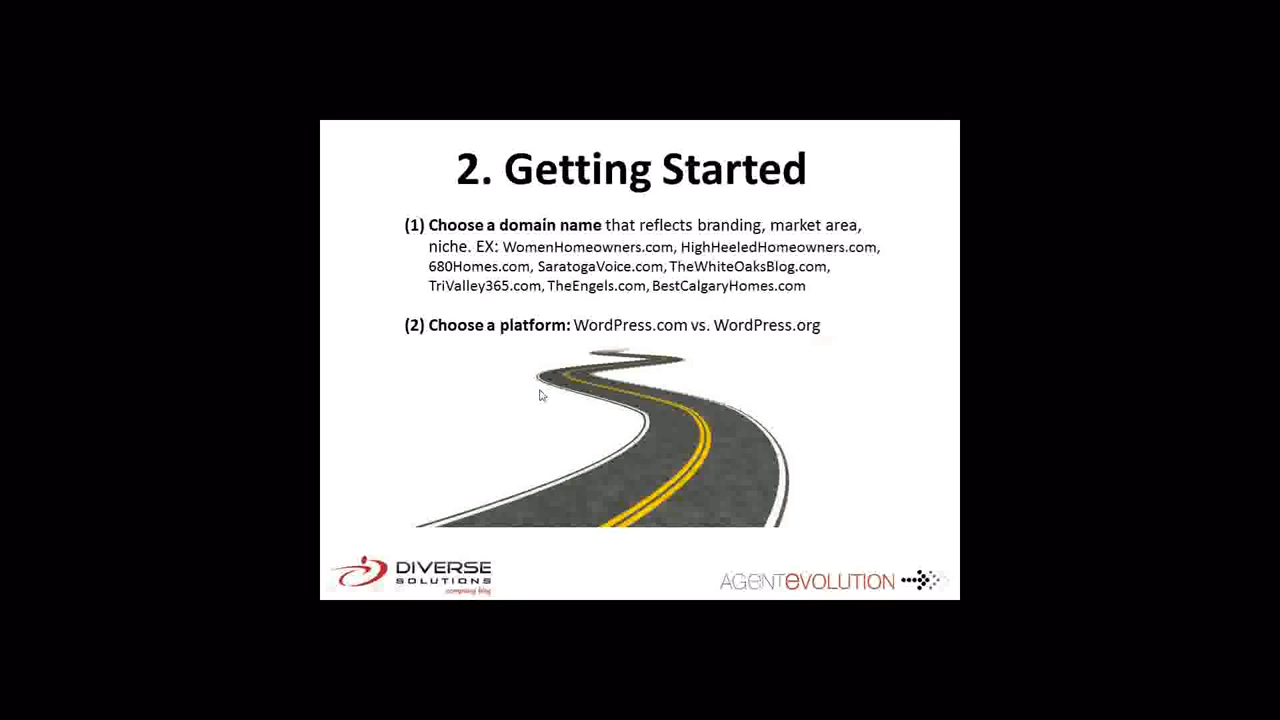 2. Getting Started
(1) Choose a domain name that reflects branding, market area,
niche. EX: WomenHomeowners.com, HighHeeledHomeowners.com,
680Homes.com, SaratogaVoice.com, TheWhiteOaksBlog.com,
TriValley365.com, TheEngels.com, BestCalgaryHomes.com
(2) Choose a platform: WordPress.com vs. WordPress.org
DIVERSE
SOLUTIONS
company blog
AGENTEVOLUTION